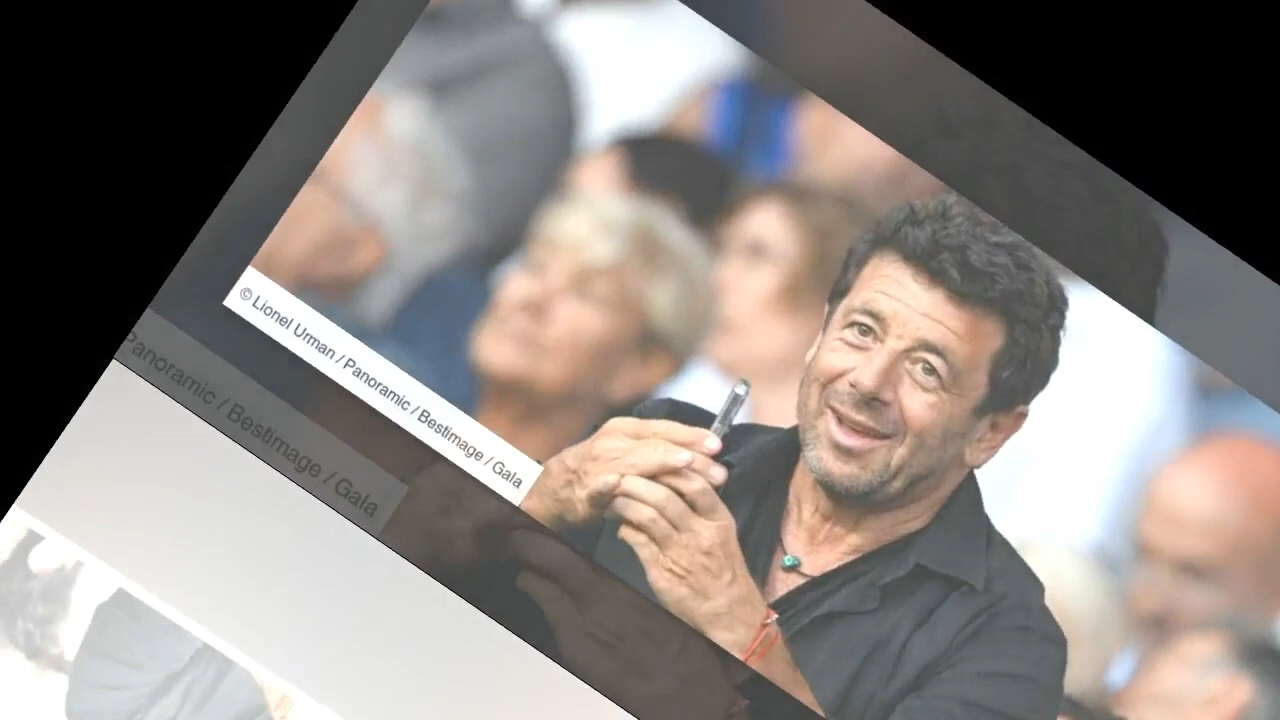 © Lionel Urman / Panoramic / Bestimage / Gala
Panoramic / Bestimage / Gala